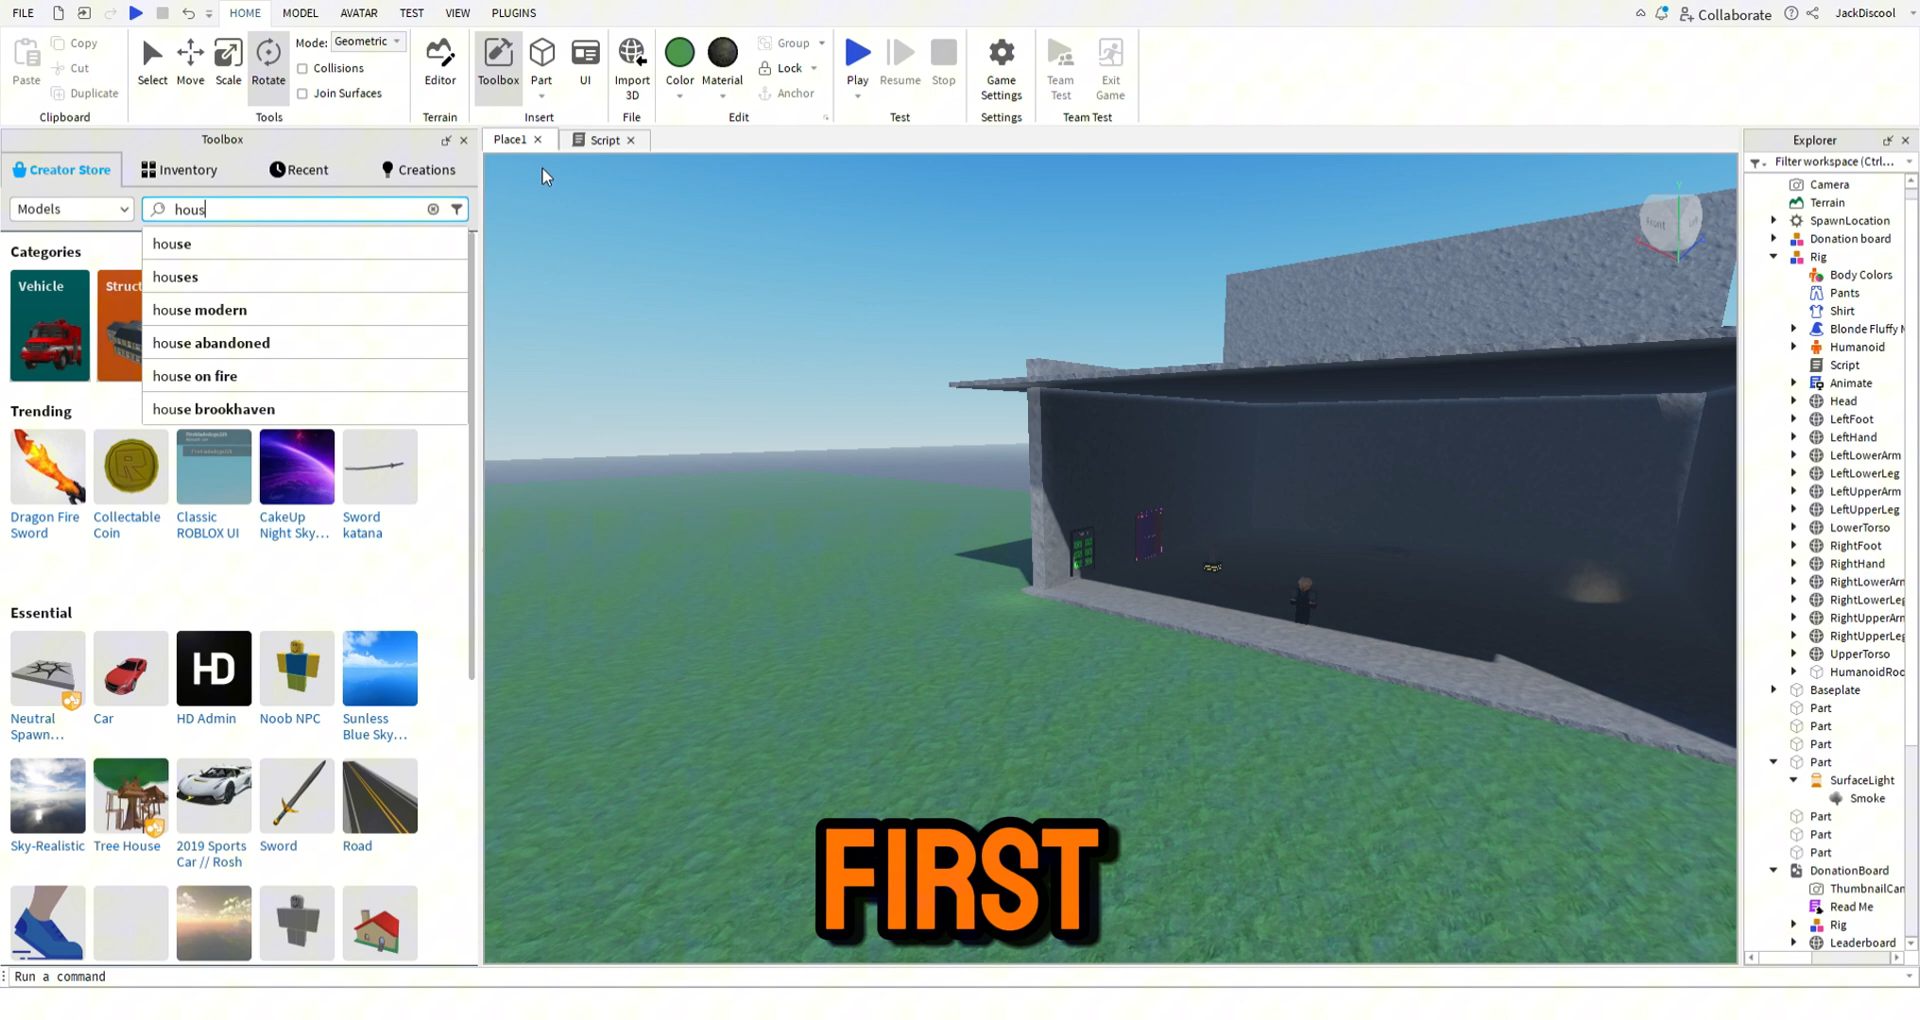 FILE HOME MODEL AVATAR TEST VIEW PLUGINS Collaborate JackDiscool
Paste Copy Cut Duplicate
Clipboard
Select Move Scale Rotate
Mode: Geometric
Collisions
Join Surfaces
Tools
Editor
Terrain
Toolbox Part UI
Insert
Import 3D
File
Color Material Group Lock Anchor
Edit
Play Resume Stop
Test
Game Settings
Settings
Team Test Exit Game
Team Test
Toolbox
Creator Store Inventory Recent Creations
Models hous
house
houses
house modern
house abandoned
house on fire
house brookhaven
Categories
Vehicle Struct
Trending
Dragon Fire Sword
Collectable Coin
Classic ROBLOX UI
CakeUp Night Sky...
Sword katana
Essential
HD
Neutral Spawn...
Car
HD Admin
Noob NPC
Sunless Blue Sky...
Sky-Realistic
Tree House
2019 Sports Car // Rosh
Sword
Road
Run a command
Place1 Script
FIRST
Explorer
Filter workspace (Ctrl...
Camera
Terrain
SpawnLocation
Donation board
Rig
Body Colors
Pants
Shirt
Blonde Fluffy M
Humanoid
Script
Animate
Head
LeftFoot
LeftHand
LeftLowerArm
LeftLowerLeg
LeftUpperArm
LeftUpperLeg
LowerTorso
RightFoot
RightHand
RightLowerArm
RightLowerLeg
RightUpperArm
RightUpperLeg
UpperTorso
HumanoidRoo
Baseplate
Part
Part
Part
Part
SurfaceLight
Smoke
Part
Part
Part
DonationBoard
ThumbnailCan
Read Me
Rig
Leaderboard